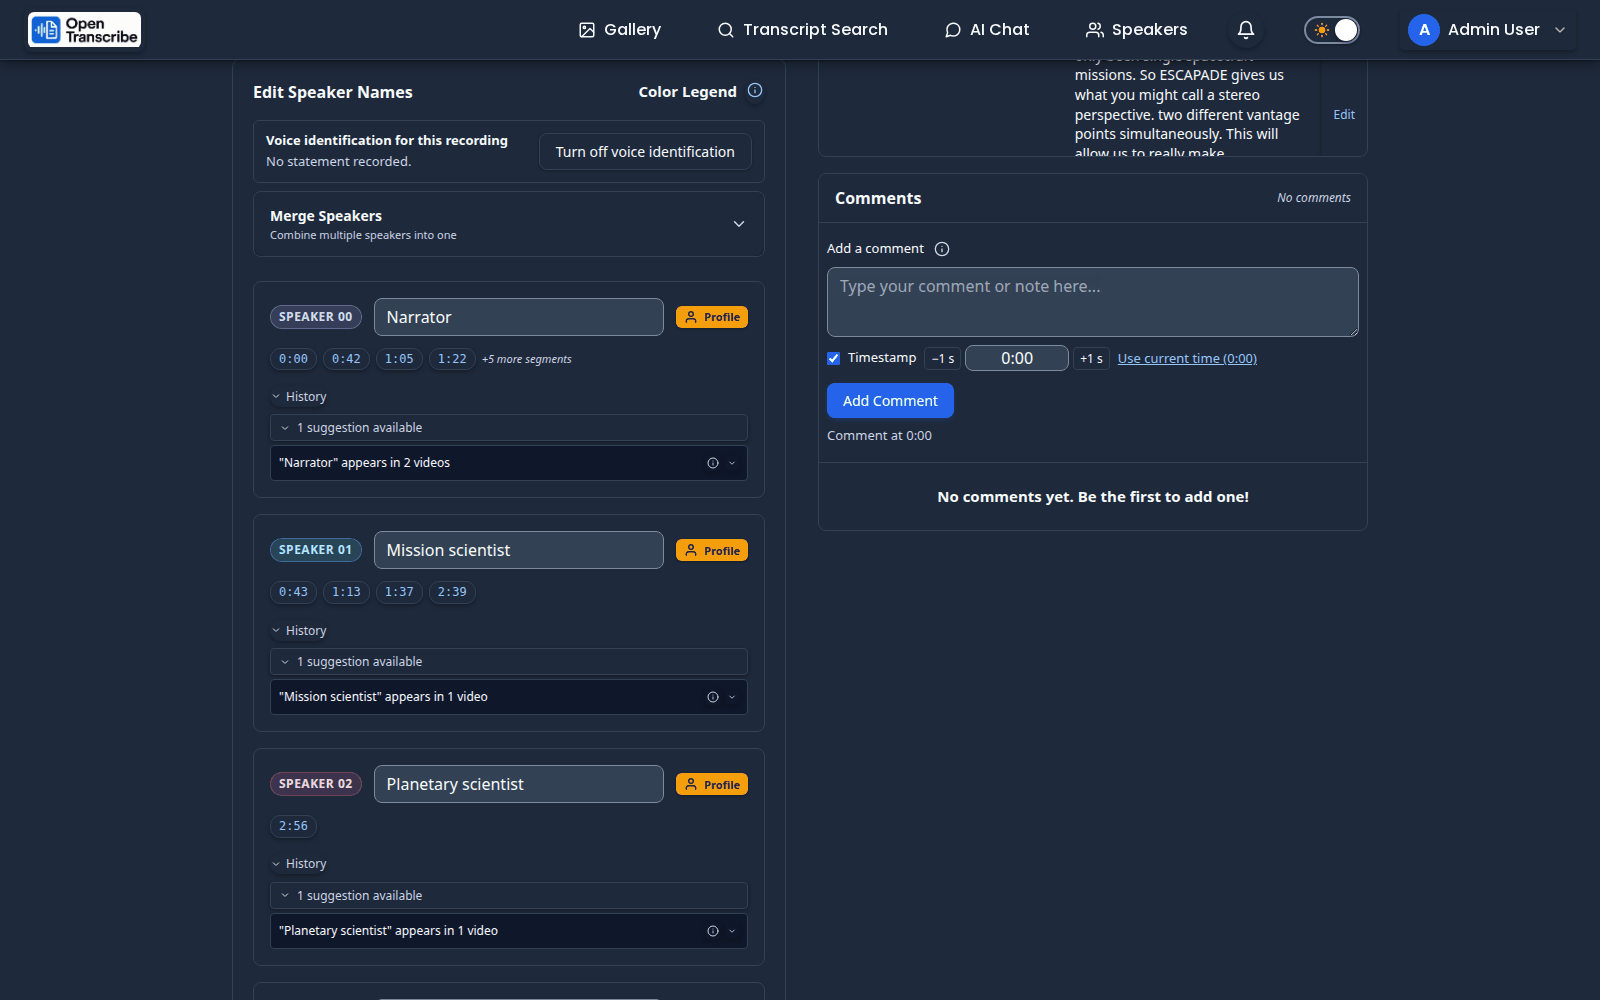 Open
Transcribe
Gallery
Transcript Search
AI Chat
Speakers
A
Admin User
Edit Speaker Names
Color Legend
Voice identification for this recording
No statement recorded.
Turn off voice identification
Merge Speakers
Combine multiple speakers into one
SPEAKER 00
Narrator
Profile
0:00
0:42
1:05
1:22
+5 more segments
History
1 suggestion available
"Narrator" appears in 2 videos
SPEAKER 01
Mission scientist
Profile
0:43
1:13
1:37
2:39
History
1 suggestion available
"Mission scientist" appears in 1 video
SPEAKER 02
Planetary scientist
Profile
2:56
History
1 suggestion available
"Planetary scientist" appears in 1 video
missions. So ESCAPADE gives us
what you might call a stereo
perspective. two different vantage
points simultaneously. This will
allow us to really make
Edit
Comments
No comments
Add a comment
Type your comment or note here...
Timestamp
−1 s
0:00
+1 s
Use current time (0:00)
Add Comment
Comment at 0:00
No comments yet. Be the first to add one!